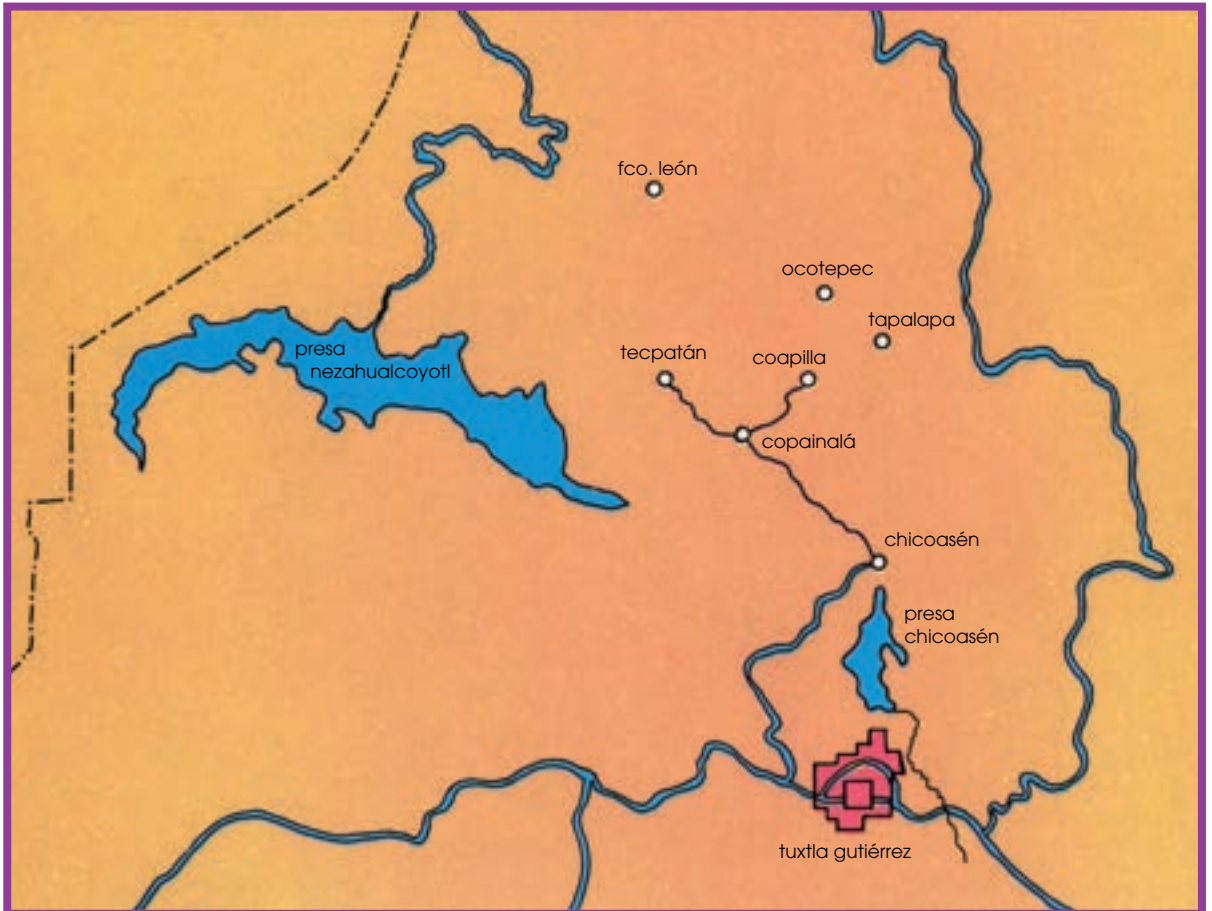 fco. león
ocotepec
tapalapa
tecpatán
coapilla
presa
nezahualcoyotl
copainalá
chicoasén
presa
chicoasén
tuxtla gutiérrez